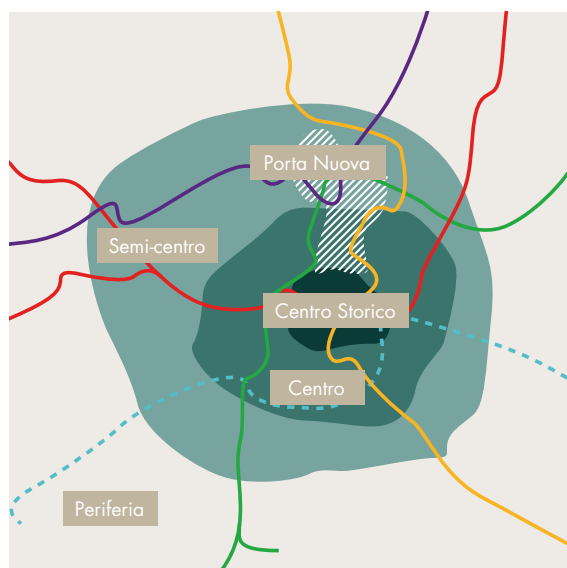 Porta Nuova
Semi-centro
Centro Storico
Centro
Periferia